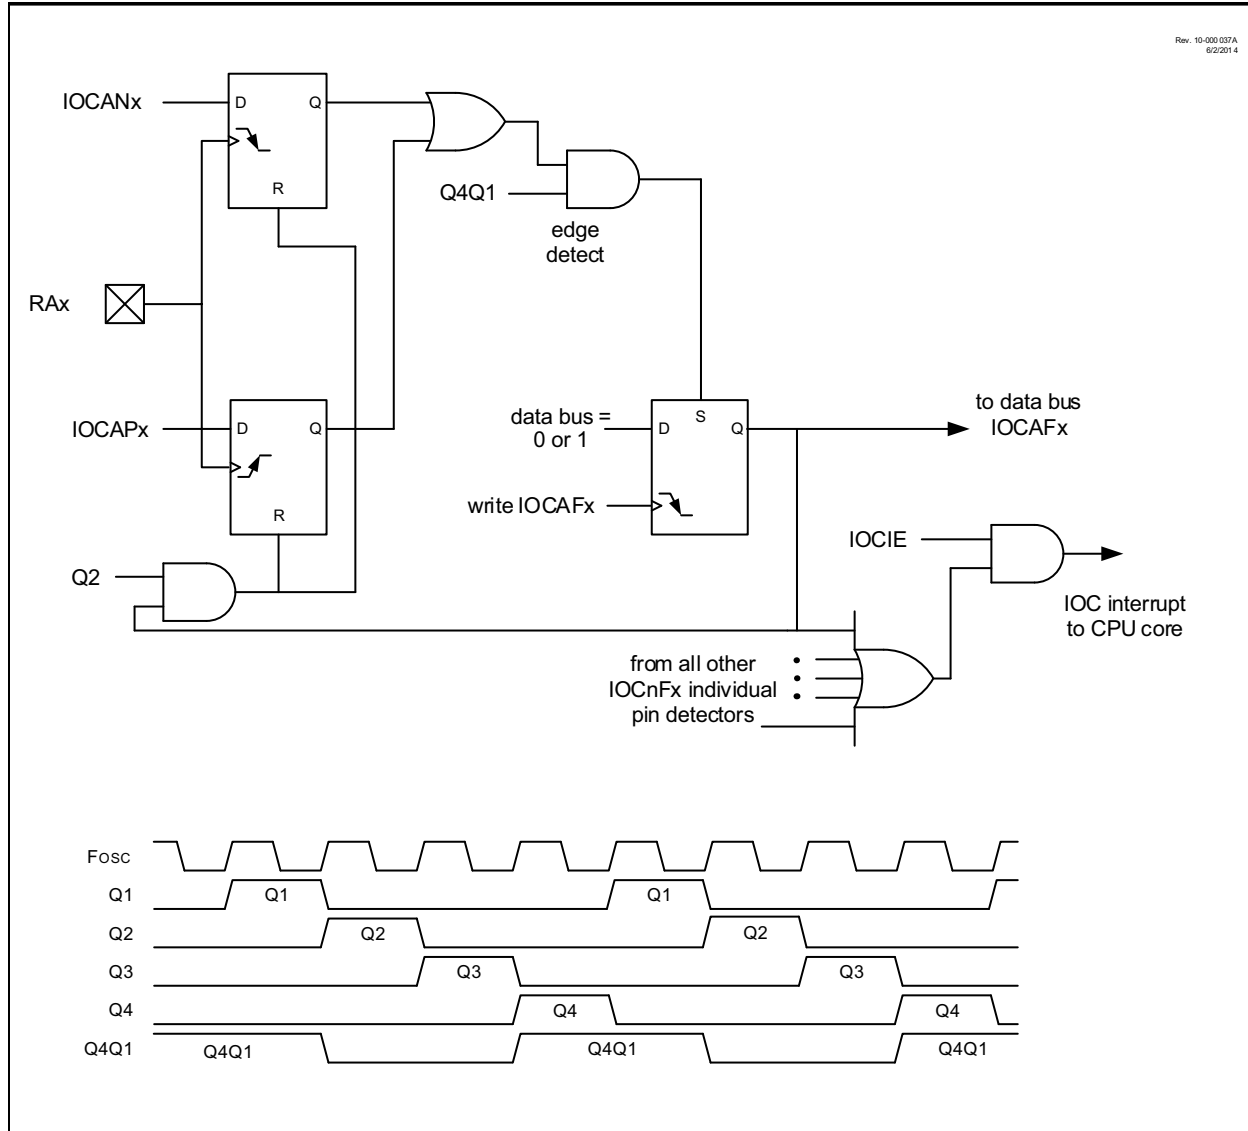 Rev. 10-000 037A
6/2/201 4
IOCANx
D
Q
R
Q4Q1
edge
detect
RAx
IOCAPx
D
Q
R
data bus =
0 or 1
S
D
Q
to data bus
IOCAFx
write IOCAFx
IOCIE
Q2
IOC interrupt
to CPU core
from all other
IOCnFx individual
pin detectors
FOSC
Q1
Q1
Q1
Q2
Q2
Q2
Q3
Q3
Q3
Q4
Q4
Q4
Q4Q1
Q4Q1
Q4Q1
Q4Q1